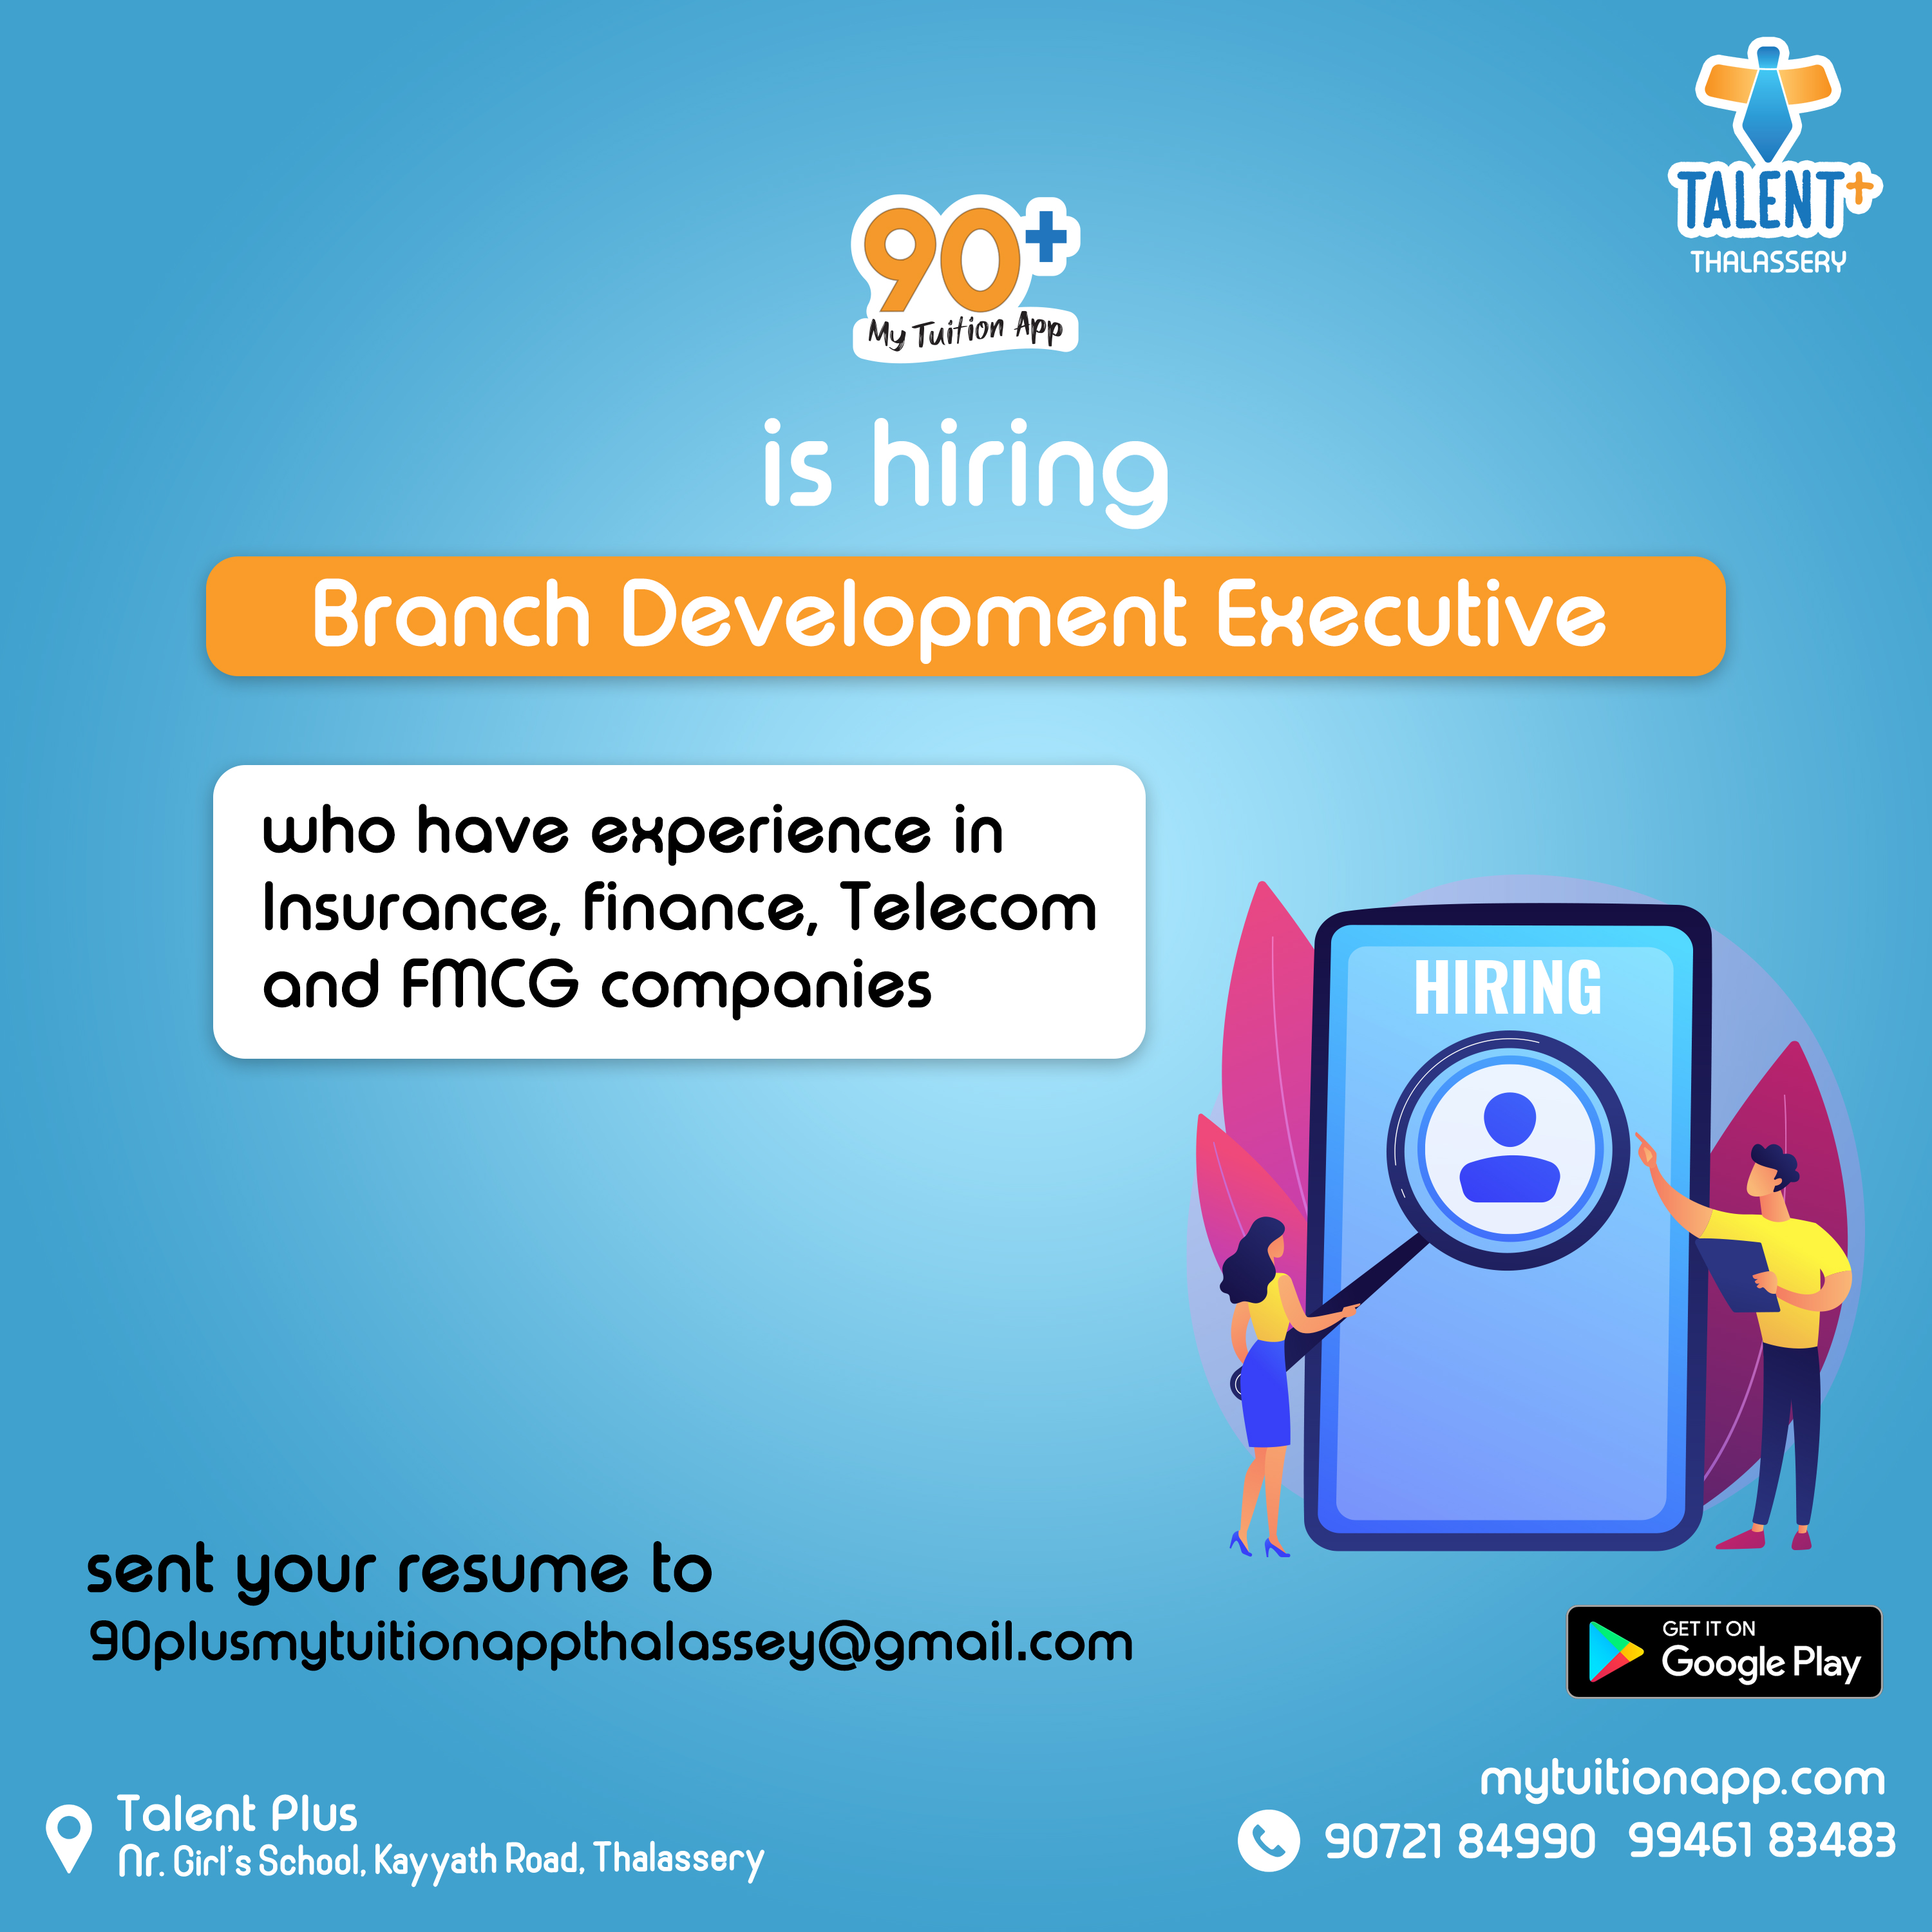 TALENT+
THALASSERY
90+
My Tuition App
is hiring
Branch Development Executive
who have experience in
Insurance, finance, Telecom
and FMCG companies
HIRING
sent your resume to
90plusmytuitionappthalassey@gmail.com
GET IT ON
Google Play
Talent Plus
Nr. Girl's School, Kayyath Road, Thalassery
mytuitionapp.com
90721 84990 99461 83483